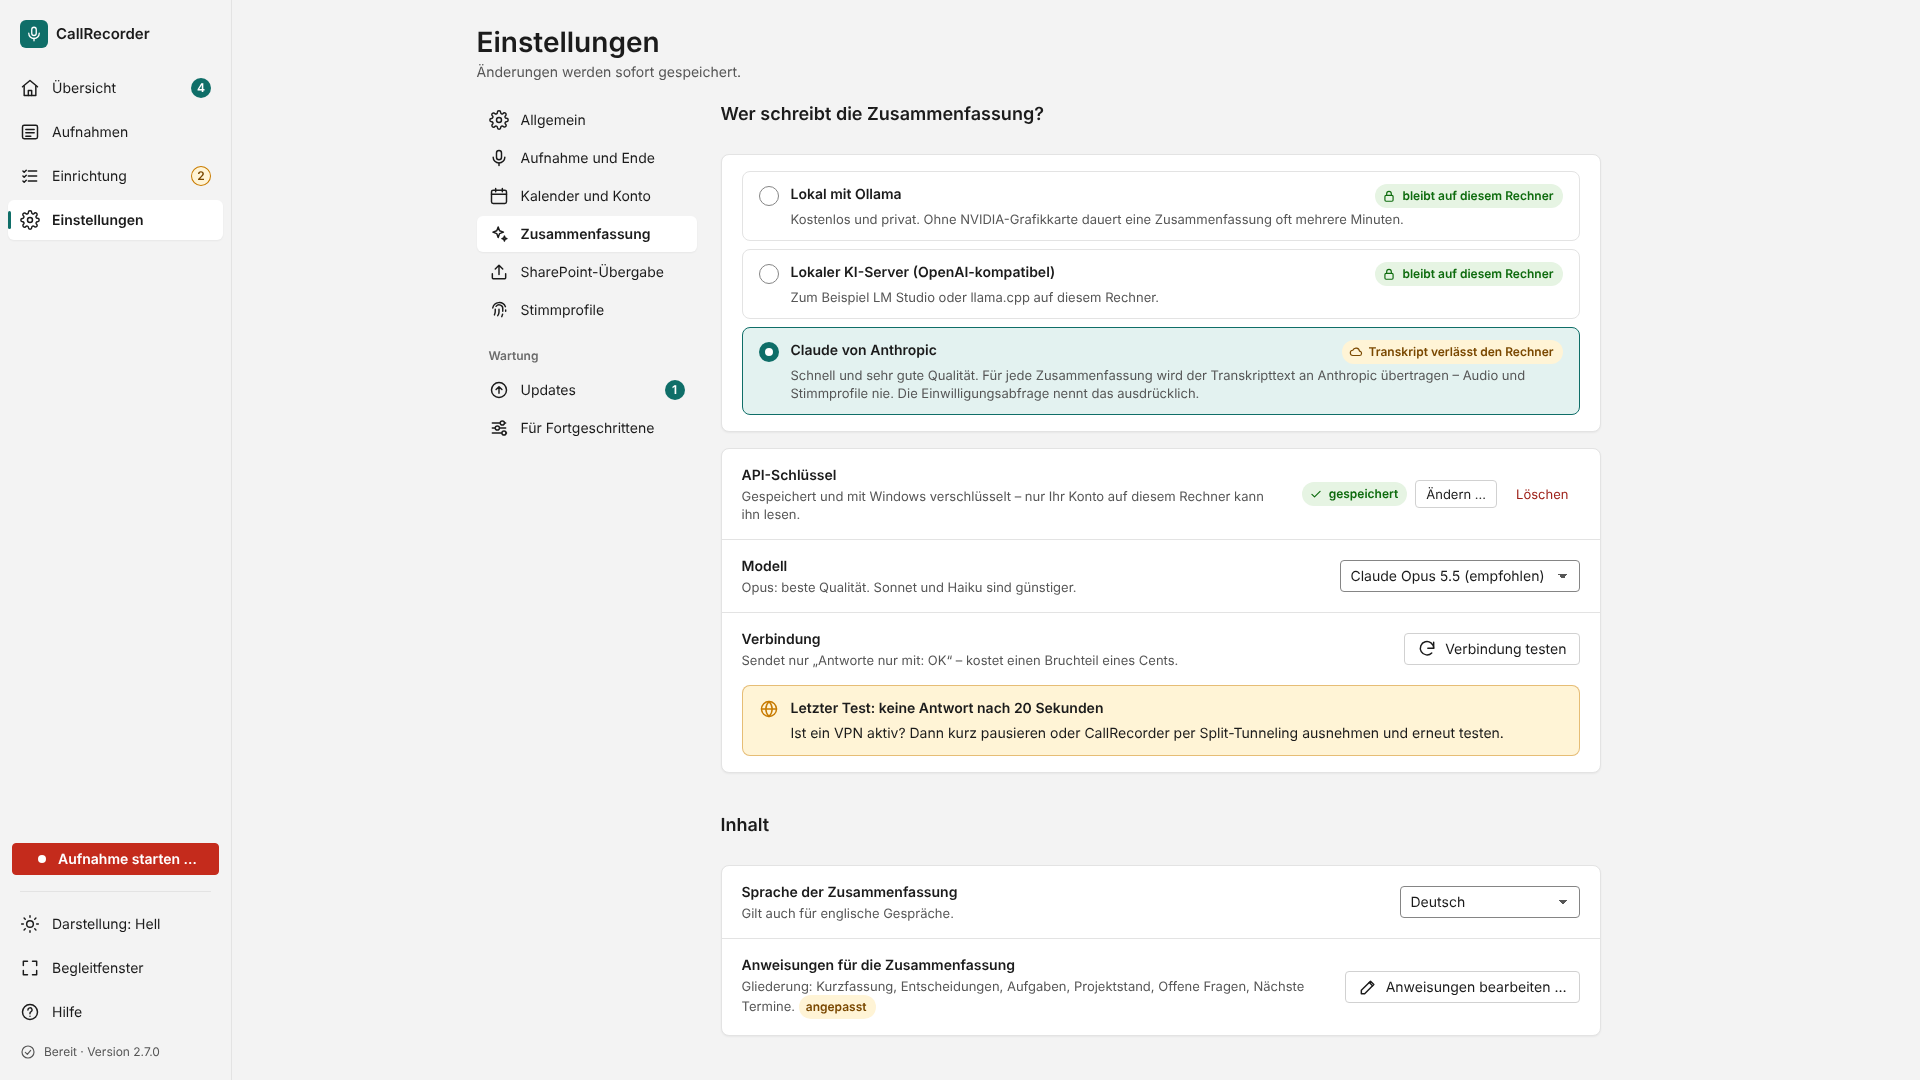 CallRecorder
Übersicht
4
Aufnahmen
Einrichtung
2
Einstellungen
Aufnahme starten ...
Darstellung: Hell
Begleitfenster
Hilfe
Bereit · Version 2.7.0
Einstellungen
Änderungen werden sofort gespeichert.
Allgemein
Aufnahme und Ende
Kalender und Konto
Zusammenfassung
SharePoint-Übergabe
Stimmprofile
Wartung
Updates
1
Für Fortgeschrittene
Wer schreibt die Zusammenfassung?
Lokal mit Ollama
bleibt auf diesem Rechner
Kostenlos und privat. Ohne NVIDIA-Grafikkarte dauert eine Zusammenfassung oft mehrere Minuten.
Lokaler KI-Server (OpenAI-kompatibel)
bleibt auf diesem Rechner
Zum Beispiel LM Studio oder llama.cpp auf diesem Rechner.
Claude von Anthropic
Transkript verlässt den Rechner
Schnell und sehr gute Qualität. Für jede Zusammenfassung wird der Transkripttext an Anthropic übertragen – Audio und
Stimmprofile nie. Die Einwilligungsabfrage nennt das ausdrücklich.
API-Schlüssel
Gespeichert und mit Windows verschlüsselt – nur Ihr Konto auf diesem Rechner kann
ihn lesen.
gespeichert
Ändern ...
Löschen
Modell
Opus: beste Qualität. Sonnet und Haiku sind günstiger.
Claude Opus 5.5 (empfohlen)
Verbindung
Sendet nur „Antworte nur mit: OK“ – kostet einen Bruchteil eines Cents.
Verbindung testen
Letzter Test: keine Antwort nach 20 Sekunden
Ist ein VPN aktiv? Dann kurz pausieren oder CallRecorder per Split-Tunneling ausnehmen und erneut testen.
Inhalt
Sprache der Zusammenfassung
Gilt auch für englische Gespräche.
Deutsch
Anweisungen für die Zusammenfassung
Gliederung: Kurzfassung, Entscheidungen, Aufgaben, Projektstand, Offene Fragen, Nächste
Termine. angepasst
Anweisungen bearbeiten ...